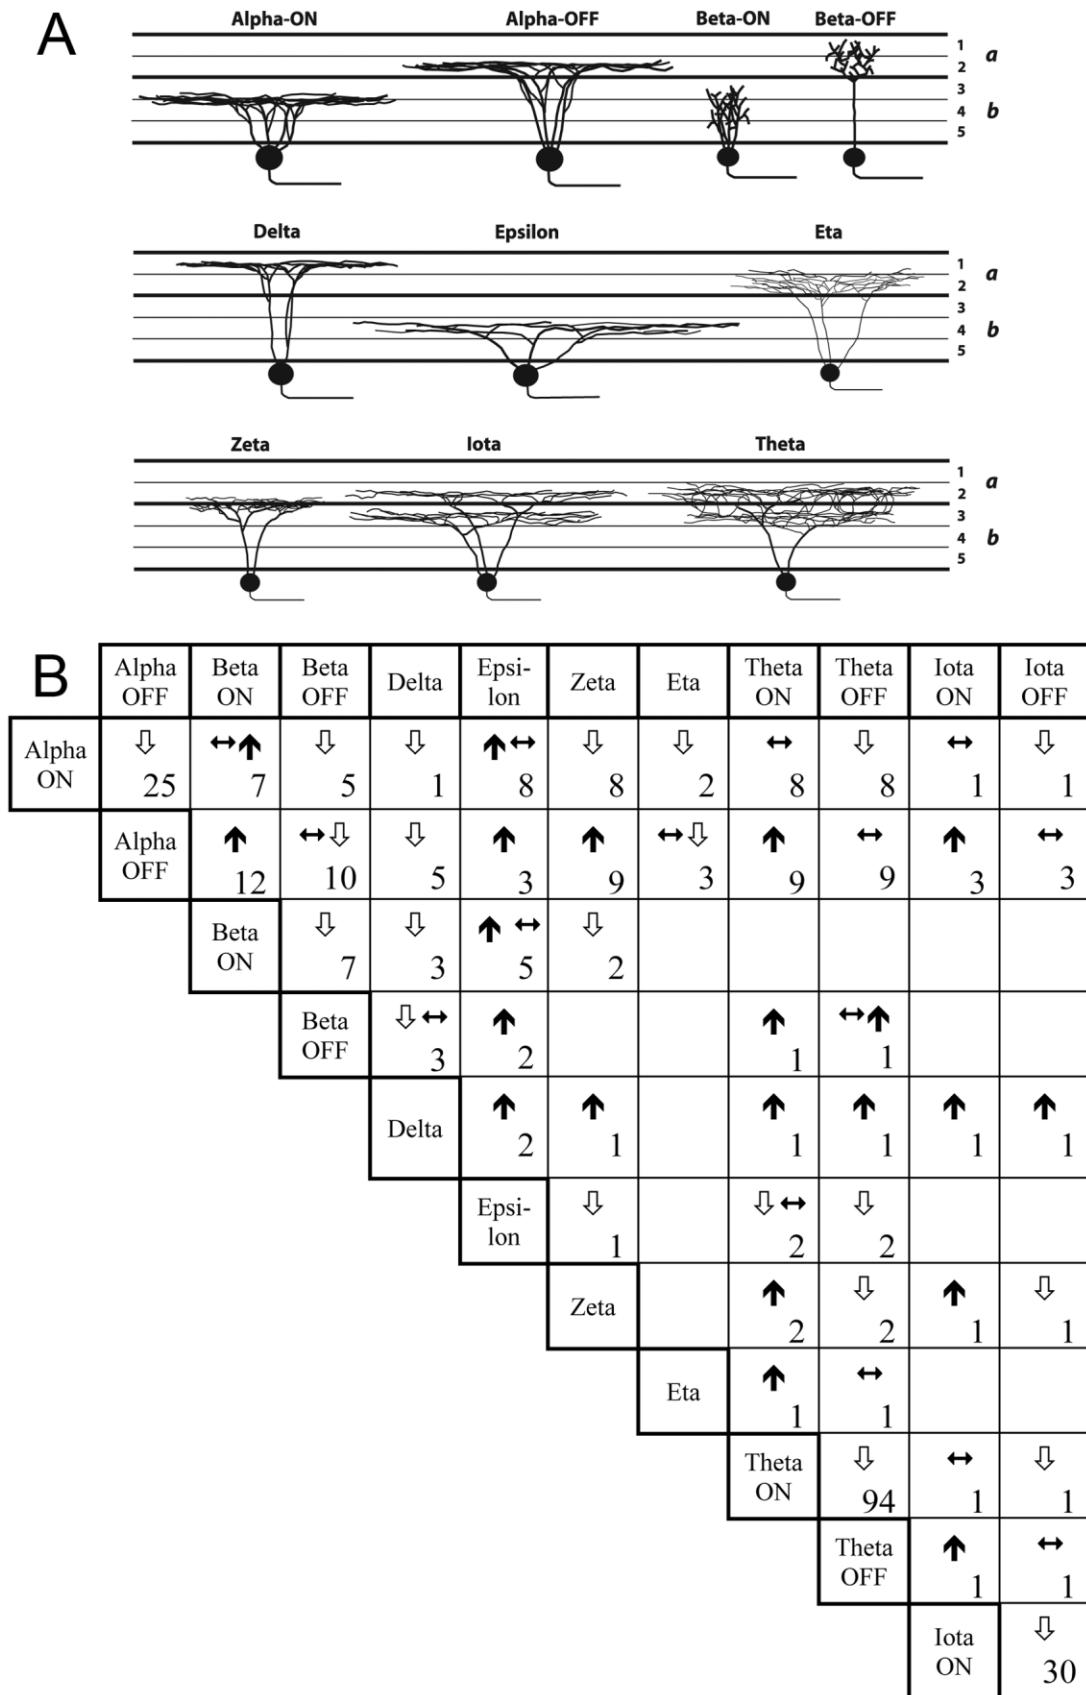 A
Alpha-ON Alpha-OFF Beta-ON Beta-OFF
1
a
2
3
4
b
5
Delta Epsilon Eta
1
a
2
3
4
b
5
Zeta Iota Theta
1
a
2
3
4
b
5
B
Alpha OFF Beta ON Beta OFF Delta Epsi-lon Zeta Eta Theta ON Theta OFF Iota ON Iota OFF
Alpha ON ⇩ 25 ↔⬆ 7 ⇩ 5 ⇩ 1 ⬆↔ 8 ⇩ 8 ⇩ 2 ↔ 8 ⇩ 8 ↔ 1 ⇩ 1
Alpha OFF ⬆ 12 ↔⇩ 10 ⇩ 5 ⬆ 3 ⬆ 9 ↔⇩ 3 ⬆ 9 ↔ 9 ⬆ 3 ↔ 3
Beta ON ⇩ 7 ⇩ 3 ⬆↔ 5 ⇩ 2
Beta OFF ⇩↔ 3 ⬆ 2 ⬆ 1 ↔⬆ 1
Delta ⬆ 2 ⬆ 1 ⬆ 1 ⬆ 1 ⬆ 1 ⬆ 1
Epsi-lon ⇩ 1 ⇩↔ 2 ⇩ 2
Zeta ⬆ 2 ⇩ 2 ⬆ 1 ⇩ 1
Eta ⬆ 1 ↔ 1
Theta ON ⇩ 94 ↔ 1 ⇩ 1
Theta OFF ⬆ 1 ↔ 1
Iota ON ⇩ 30